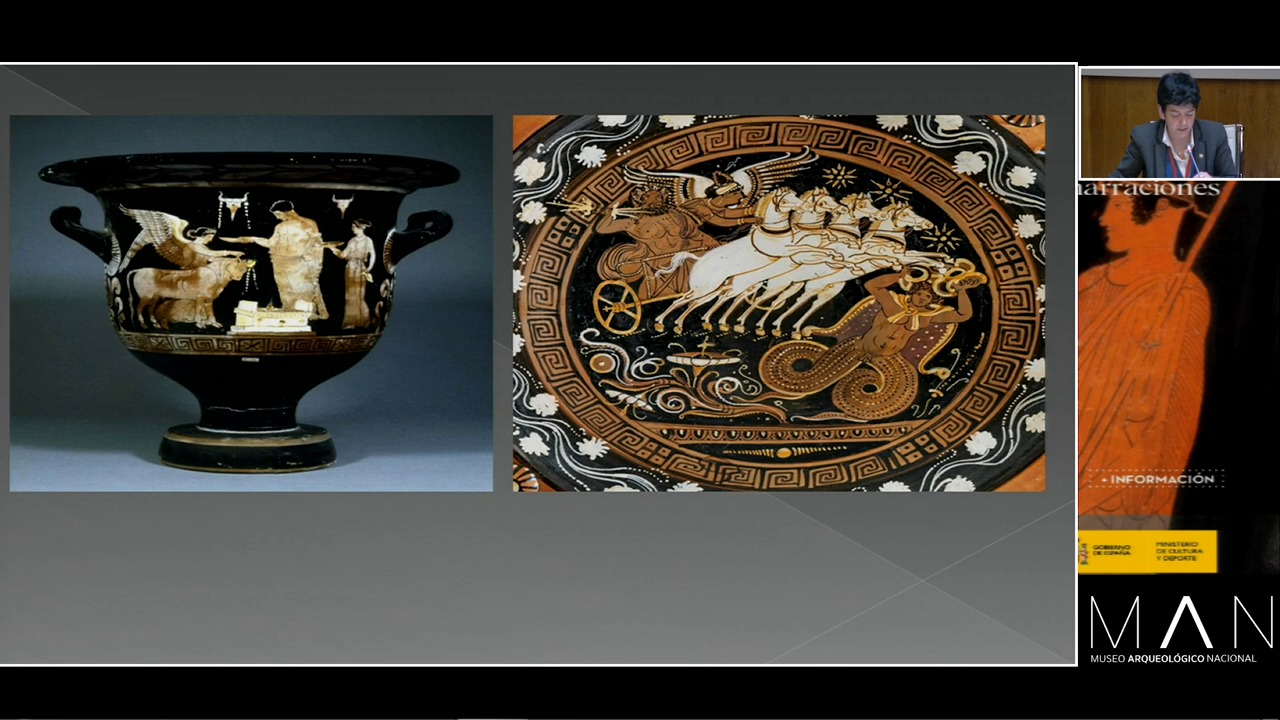 narraciones
+ INFORMACIÓN
GOBIERNO
DE ESPAÑA
MINISTERIO
DE CULTURA
Y DEPORTE
MAN
MUSEO ARQUEOLÓGICO NACIONAL